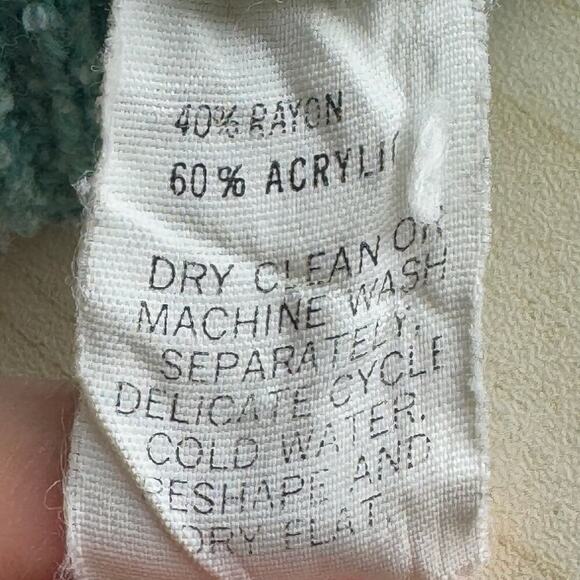 40% RAYON
60% ACRYLIC
DRY CLEAN OR
MACHINE WASH
SEPARATELY,
DELICATE CYCLE
COLD WATER.
RESHAPE AND
DRY FLAT.